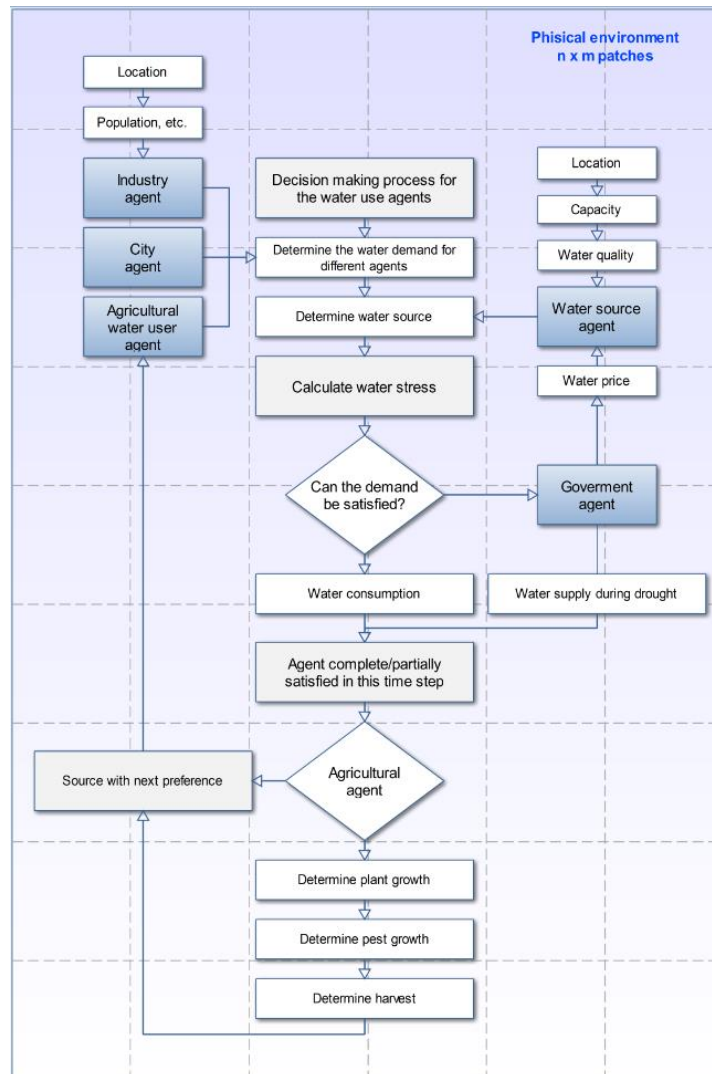 Phisical environment
n x m patches
Location
Population, etc.
Industry
agent
City
agent
Agricultural
water user
agent
Decision making process for
the water use agents
Determine the water demand for
different agents
Determine water source
Calculate water stress
Can the demand
be satisfied?
Location
Capacity
Water quality
Water source
agent
Water price
Goverment
agent
Water consumption
Water supply during drought
Agent complete/partially
satisfied in this time step
Source with next preference
Agricultural
agent
Determine plant growth
Determine pest growth
Determine harvest